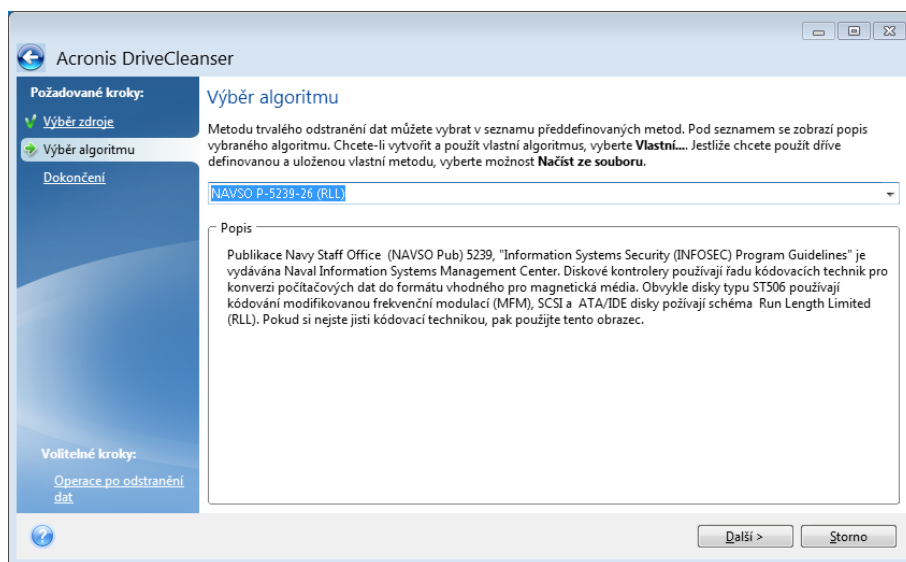 Acronis DriveCleanser
Požadované kroky:
Výběr zdroje
Výběr algoritmu
Dokončení
Volitelné kroky:
Operace po odstranění
dat
Výběr algoritmu
Metodu trvalého odstranění dat můžete vybrat v seznamu předdefinovaných metod. Pod seznamem se zobrazí popis
vybraného algoritmu. Chcete-li vytvořit a použít vlastní algoritmus, vyberte Vlastní.... Jestliže chcete použít dříve
definovanou a uloženou vlastní metodu, vyberte možnost Načíst ze souboru.
NAVSO P-5239-26 (RLL)
Popis
Publikace Navy Staff Office (NAVSO Pub) 5239, "Information Systems Security (INFOSEC) Program Guidelines" je
vydávána Naval Information Systems Management Center. Diskové kontrolery používají řadu kódovacích technik pro
konverzi počítačových dat do formátu vhodného pro magnetická média. Obvykle disky typu ST506 používají
kódování modifikovanou frekvenční modulací (MFM), SCSI a ATA/IDE disky požívají schéma Run Length Limited
(RLL). Pokud si nejste jisti kódovací technikou, pak použijte tento obrazec.
Další >
Storno